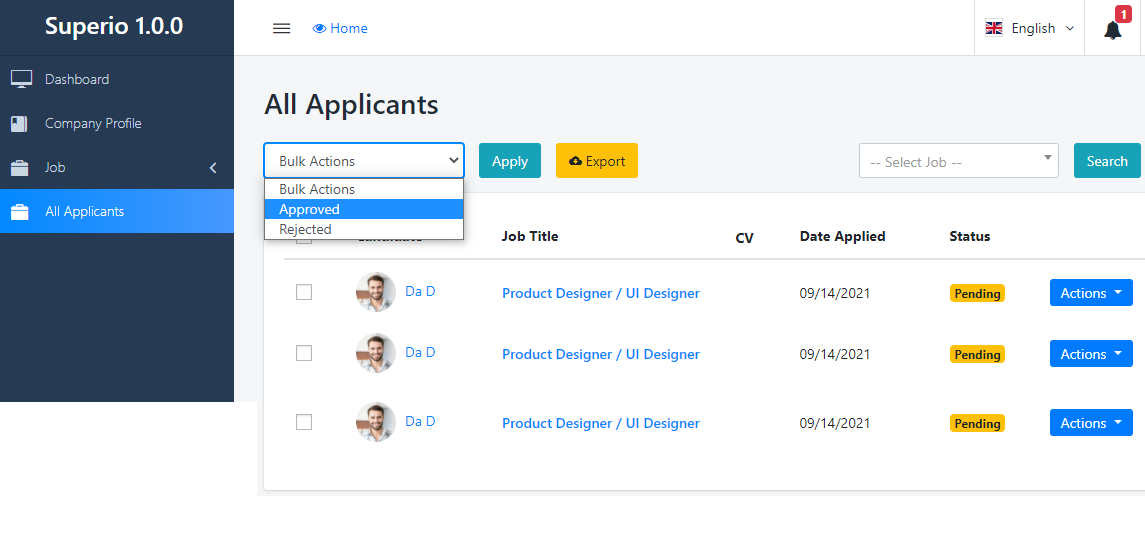 Superio 1.0.0
Home
English
1
Dashboard
Company Profile
Job
All Applicants
All Applicants
Bulk Actions
Apply
Export
-- Select Job --
Search
Bulk Actions
Approved
Rejected
Job Title
CV
Date Applied
Status
Da D
Product Designer / UI Designer
09/14/2021
Pending
Actions
Da D
Product Designer / UI Designer
09/14/2021
Pending
Actions
Da D
Product Designer / UI Designer
09/14/2021
Pending
Actions